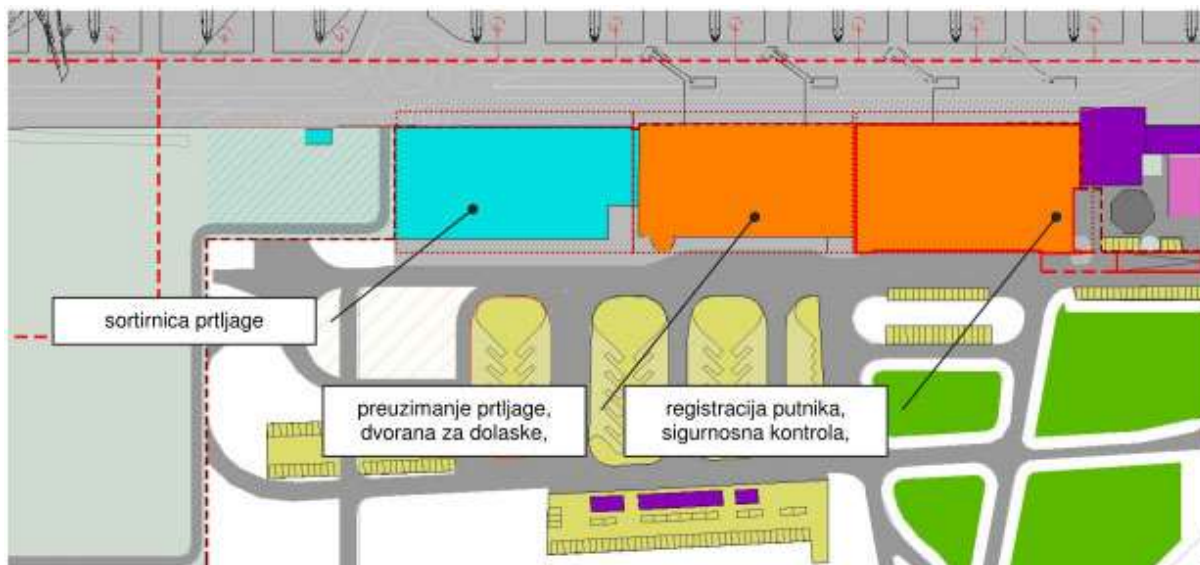 sortirnica prtljage
preuzimanje prtljage,
dvorana za dolaske,
registracija putnika,
sigurnosna kontrola,